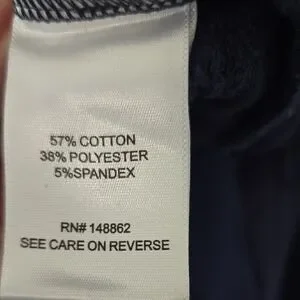 57% COTTON
38% POLYESTER
5%SPANDEX
RN# 148862
SEE CARE ON REVERSE